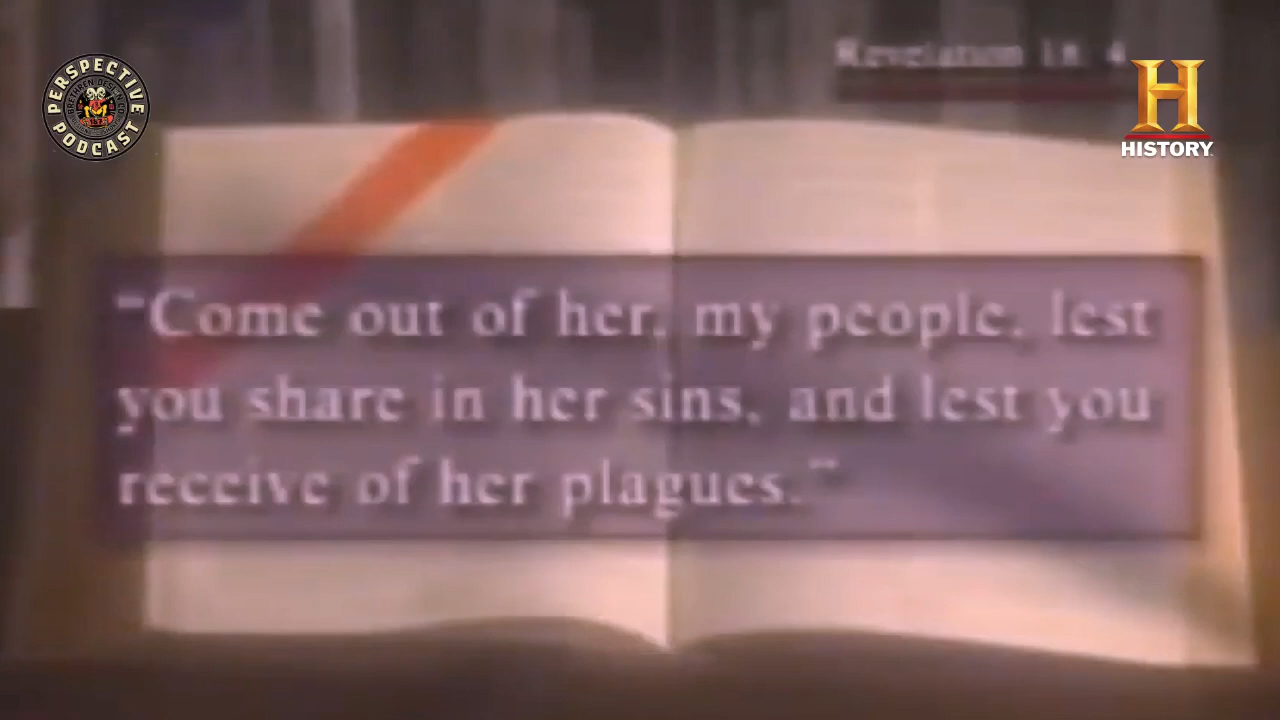 PERSPECTIVE
PODCAST
Revelation 18: 4
H
HISTORY
“Come out of her, my people, lest
you share in her sins, and lest you
receive of her plagues.”